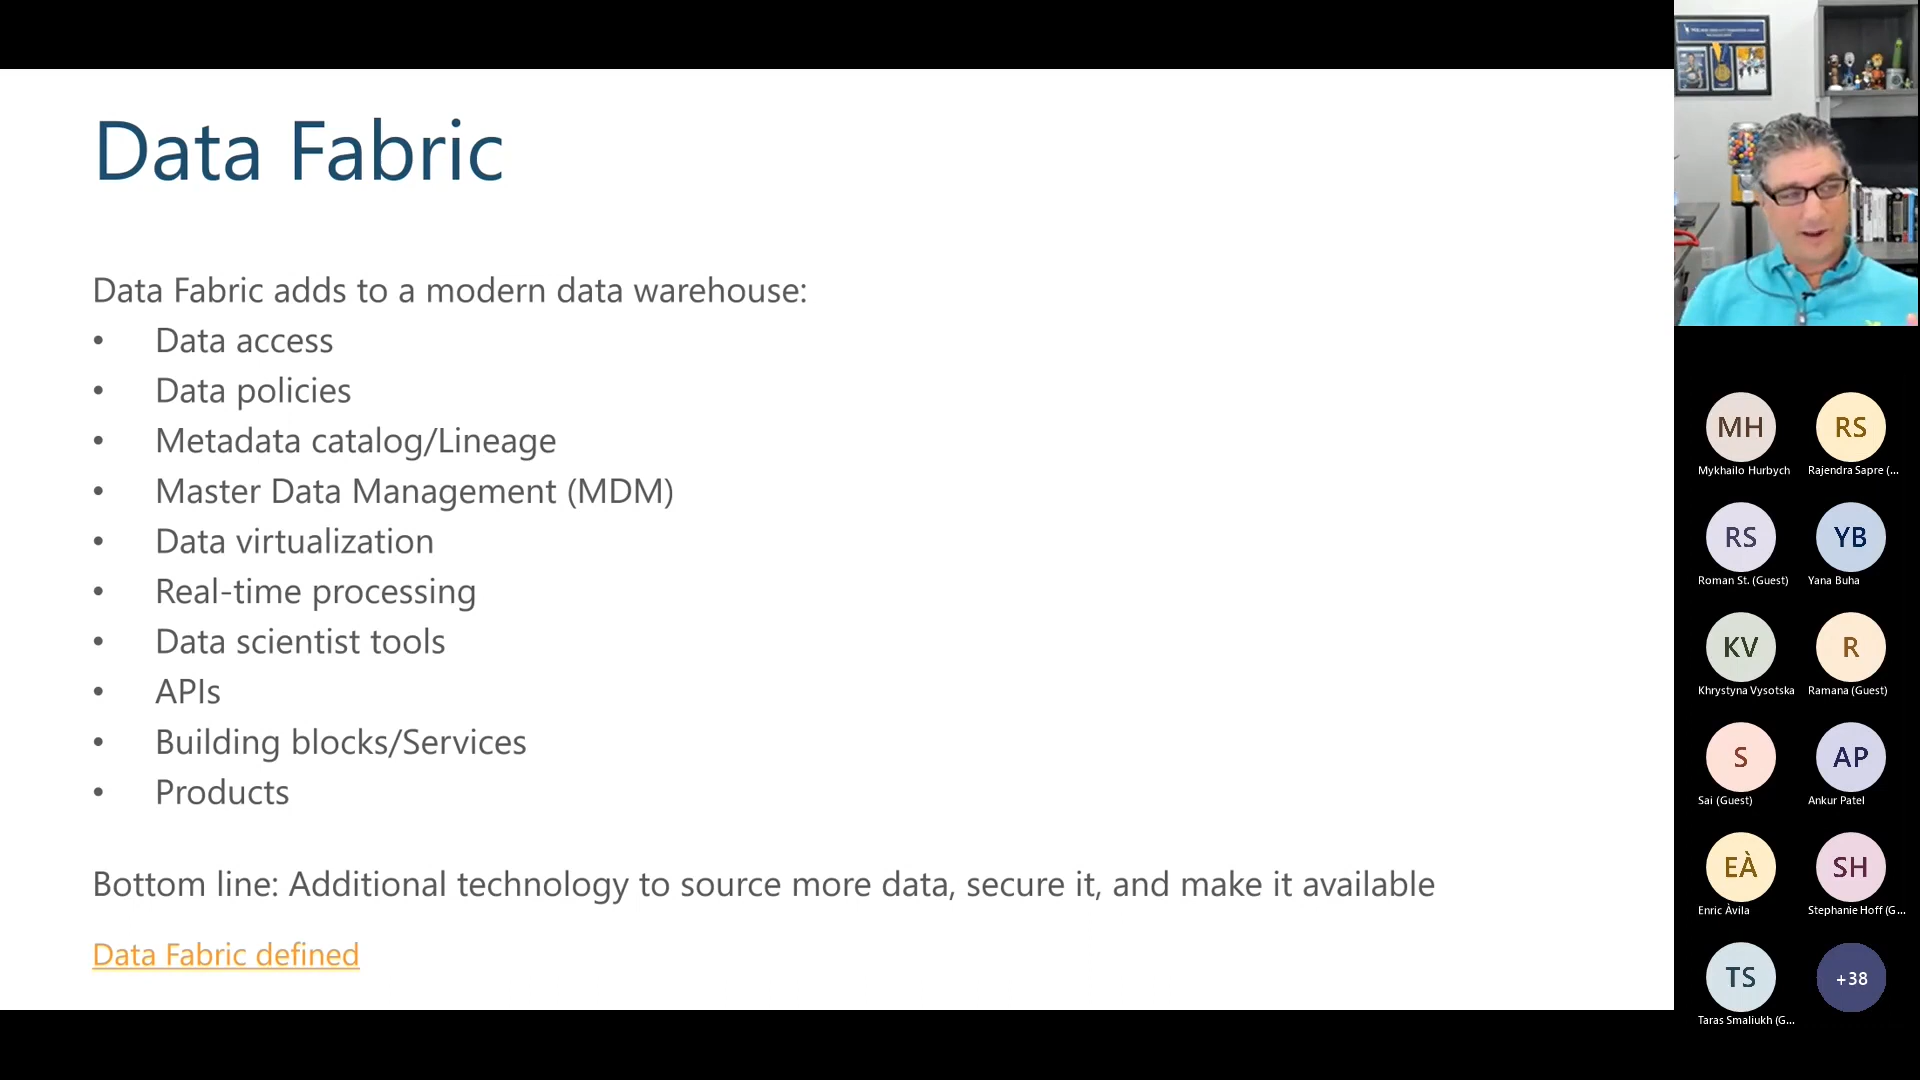 Data Fabric
Data Fabric adds to a modern data warehouse:
• Data access
• Data policies
• Metadata catalog/Lineage
• Master Data Management (MDM)
• Data virtualization
• Real-time processing
• Data scientist tools
• APIs
• Building blocks/Services
• Products
Bottom line: Additional technology to source more data, secure it, and make it available
Data Fabric defined
MH
RS
Mykhailo Hurbych
Rajendra Sapre (...
RS
YB
Roman St. (Guest)
Yana Buha
KV
R
Khrystyna Vysotska
Ramana (Guest)
S
AP
Sai (Guest)
Ankur Patel
EÀ
SH
Enric Àvila
Stephanie Hoff (G...
TS
+38
Taras Smaliukh (G...